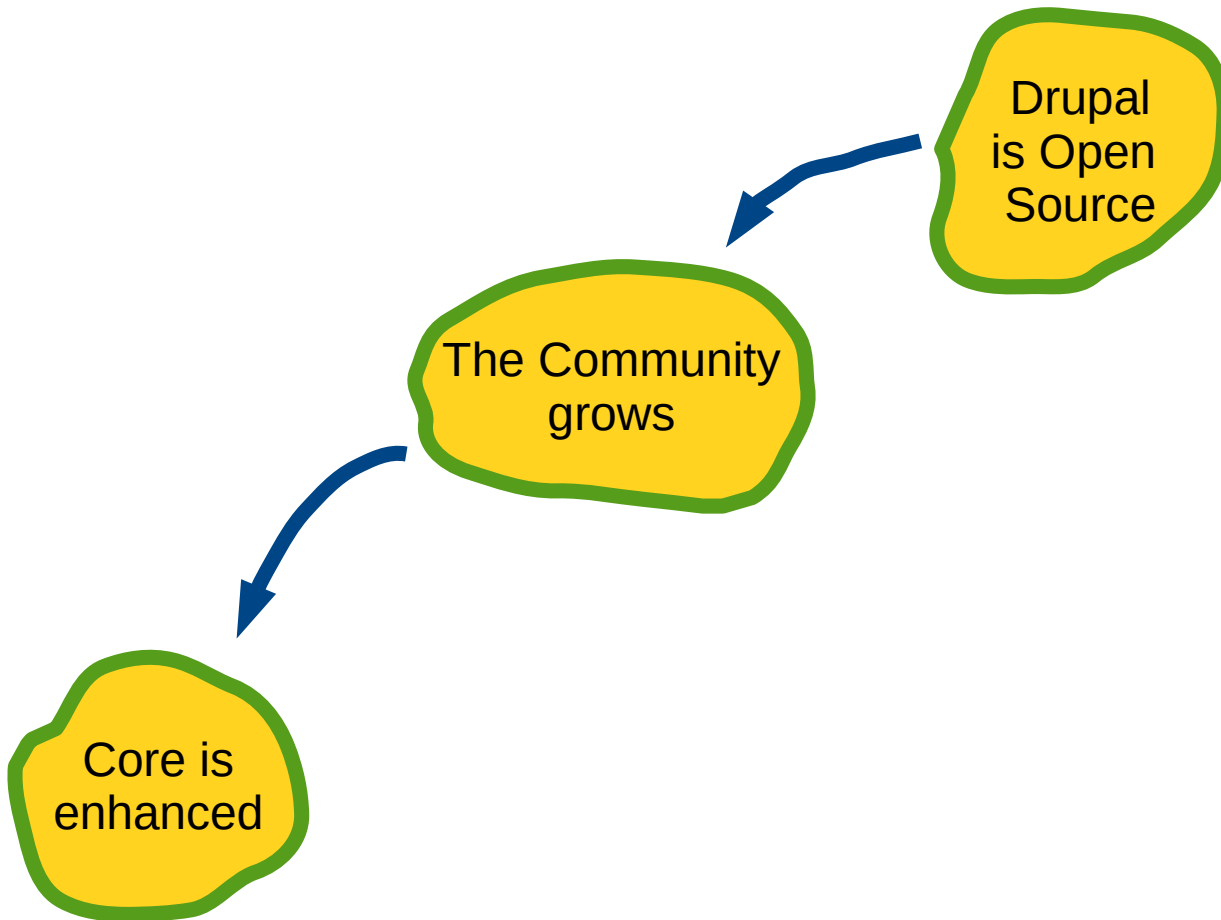 Drupal
is Open
Source
The Community
grows
Core is
enhanced